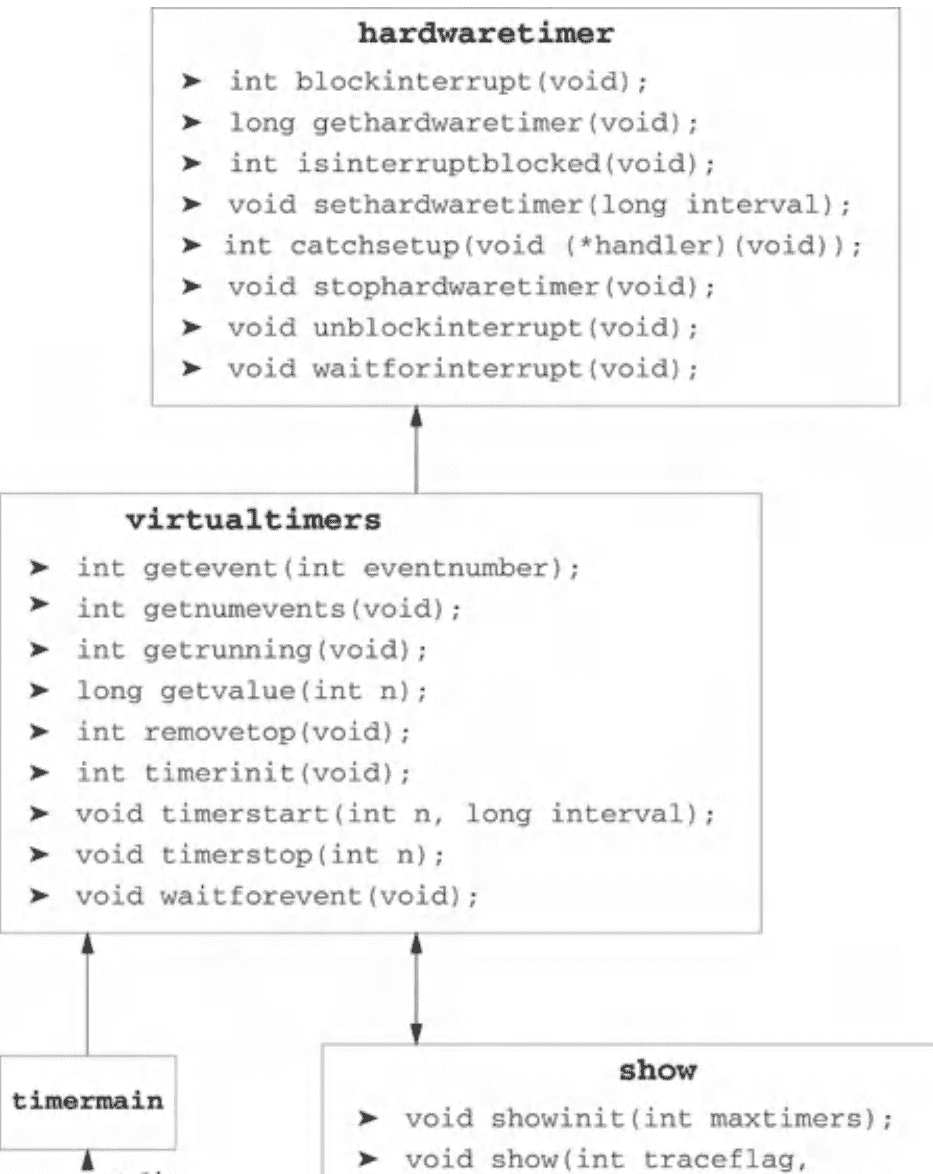 hardwaretimer
➤ int blockinterrupt(void);
➤ long gethardwaretimer(void);
➤ int isinterruptblocked(void);
➤ void sethardwaretimer(long interval);
➤ int catchsetup(void (*handler)(void));
➤ void stophardwaretimer(void);
➤ void unblockinterrupt(void);
➤ void waitforinterrupt(void);
virtualtimers
➤ int getevent(int eventnumber);
➤ int getnumevents(void);
➤ int getrunning(void);
➤ long getvalue(int n);
➤ int removetop(void);
➤ int timerinit(void);
➤ void timerstart(int n, long interval);
➤ void timerstop(int n);
➤ void waitforevent(void);
timermain
show
➤ void showinit(int maxtimers);
➤ void show(int traceflag,